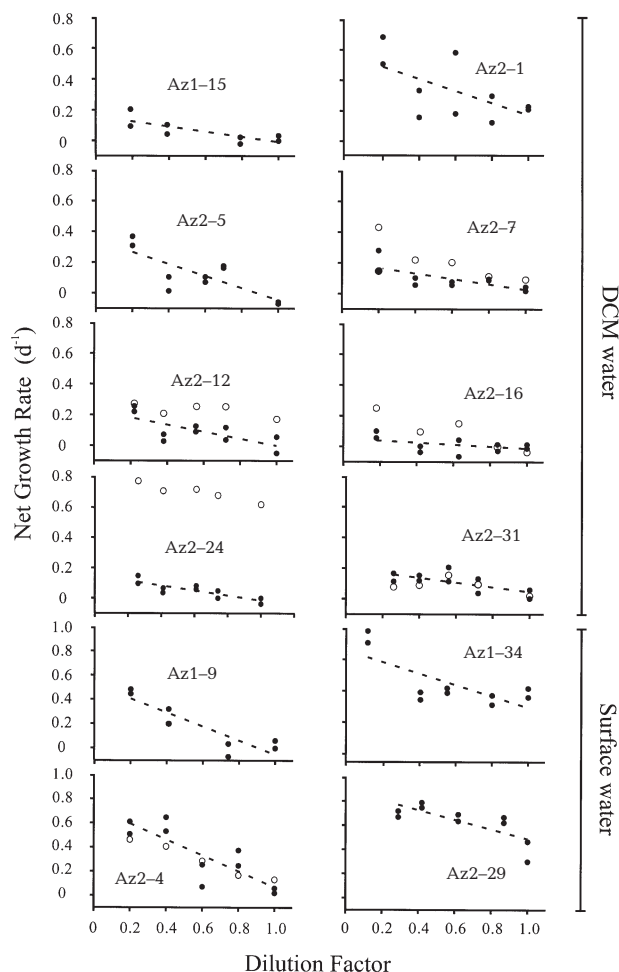 0.8
0.6
0.4
0.2
0
Az1–15
Az2–1
0.8
0.6
0.4
0.2
0
Az2–5
Az2–7
0.8
0.6
0.4
0.2
0
Az2–12
Az2–16
0.8
0.6
0.4
0.2
0
Az2–24
Az2–31
1.0
0.8
0.6
0.4
0.2
0
Az1–9
Az1–34
1.0
0.8
0.6
0.4
0.2
0
Az2–4
Az2–29
0 0.2 0.4 0.6 0.8 1.0
0 0.2 0.4 0.6 0.8 1.0
Net Growth Rate (d⁻¹)
Dilution Factor
DCM water
Surface water